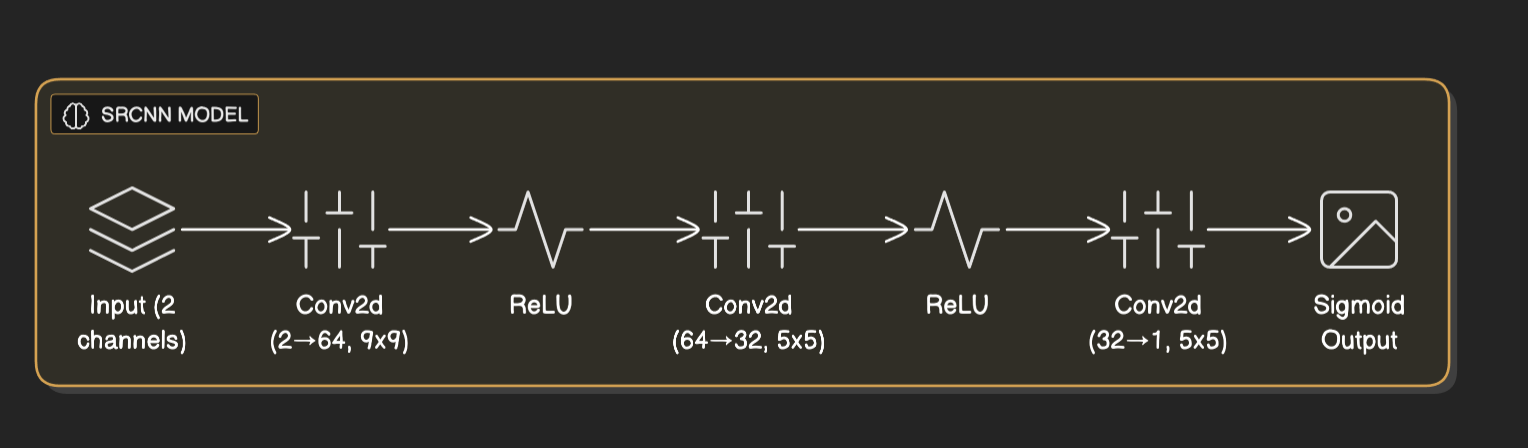 SRCNN MODEL
Input (2
channels)
Conv2d
(2→64, 9x9)
ReLU
Conv2d
(64→32, 5x5)
ReLU
Conv2d
(32→1, 5x5)
Sigmoid
Output